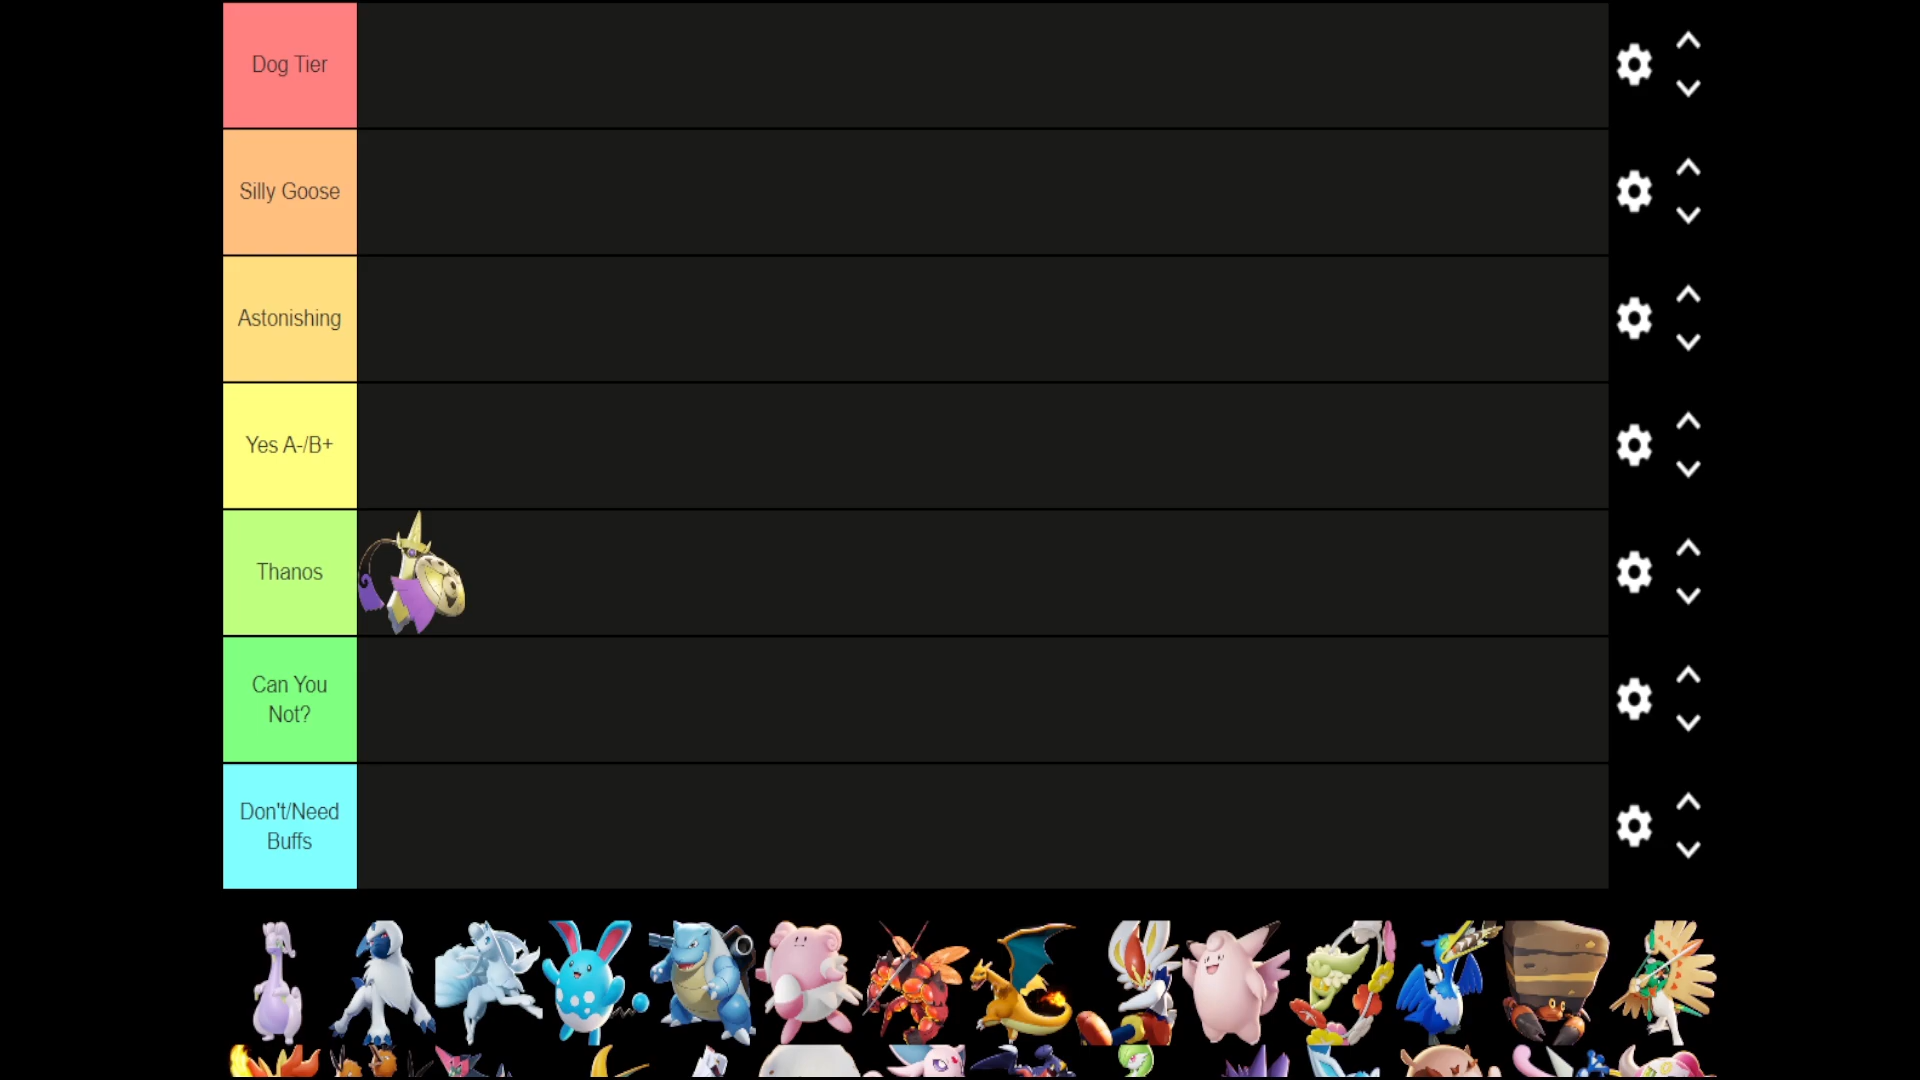 Dog Tier
Silly Goose
Astonishing
Yes A-/B+
Thanos
Can You
Not?
Don't/Need
Buffs